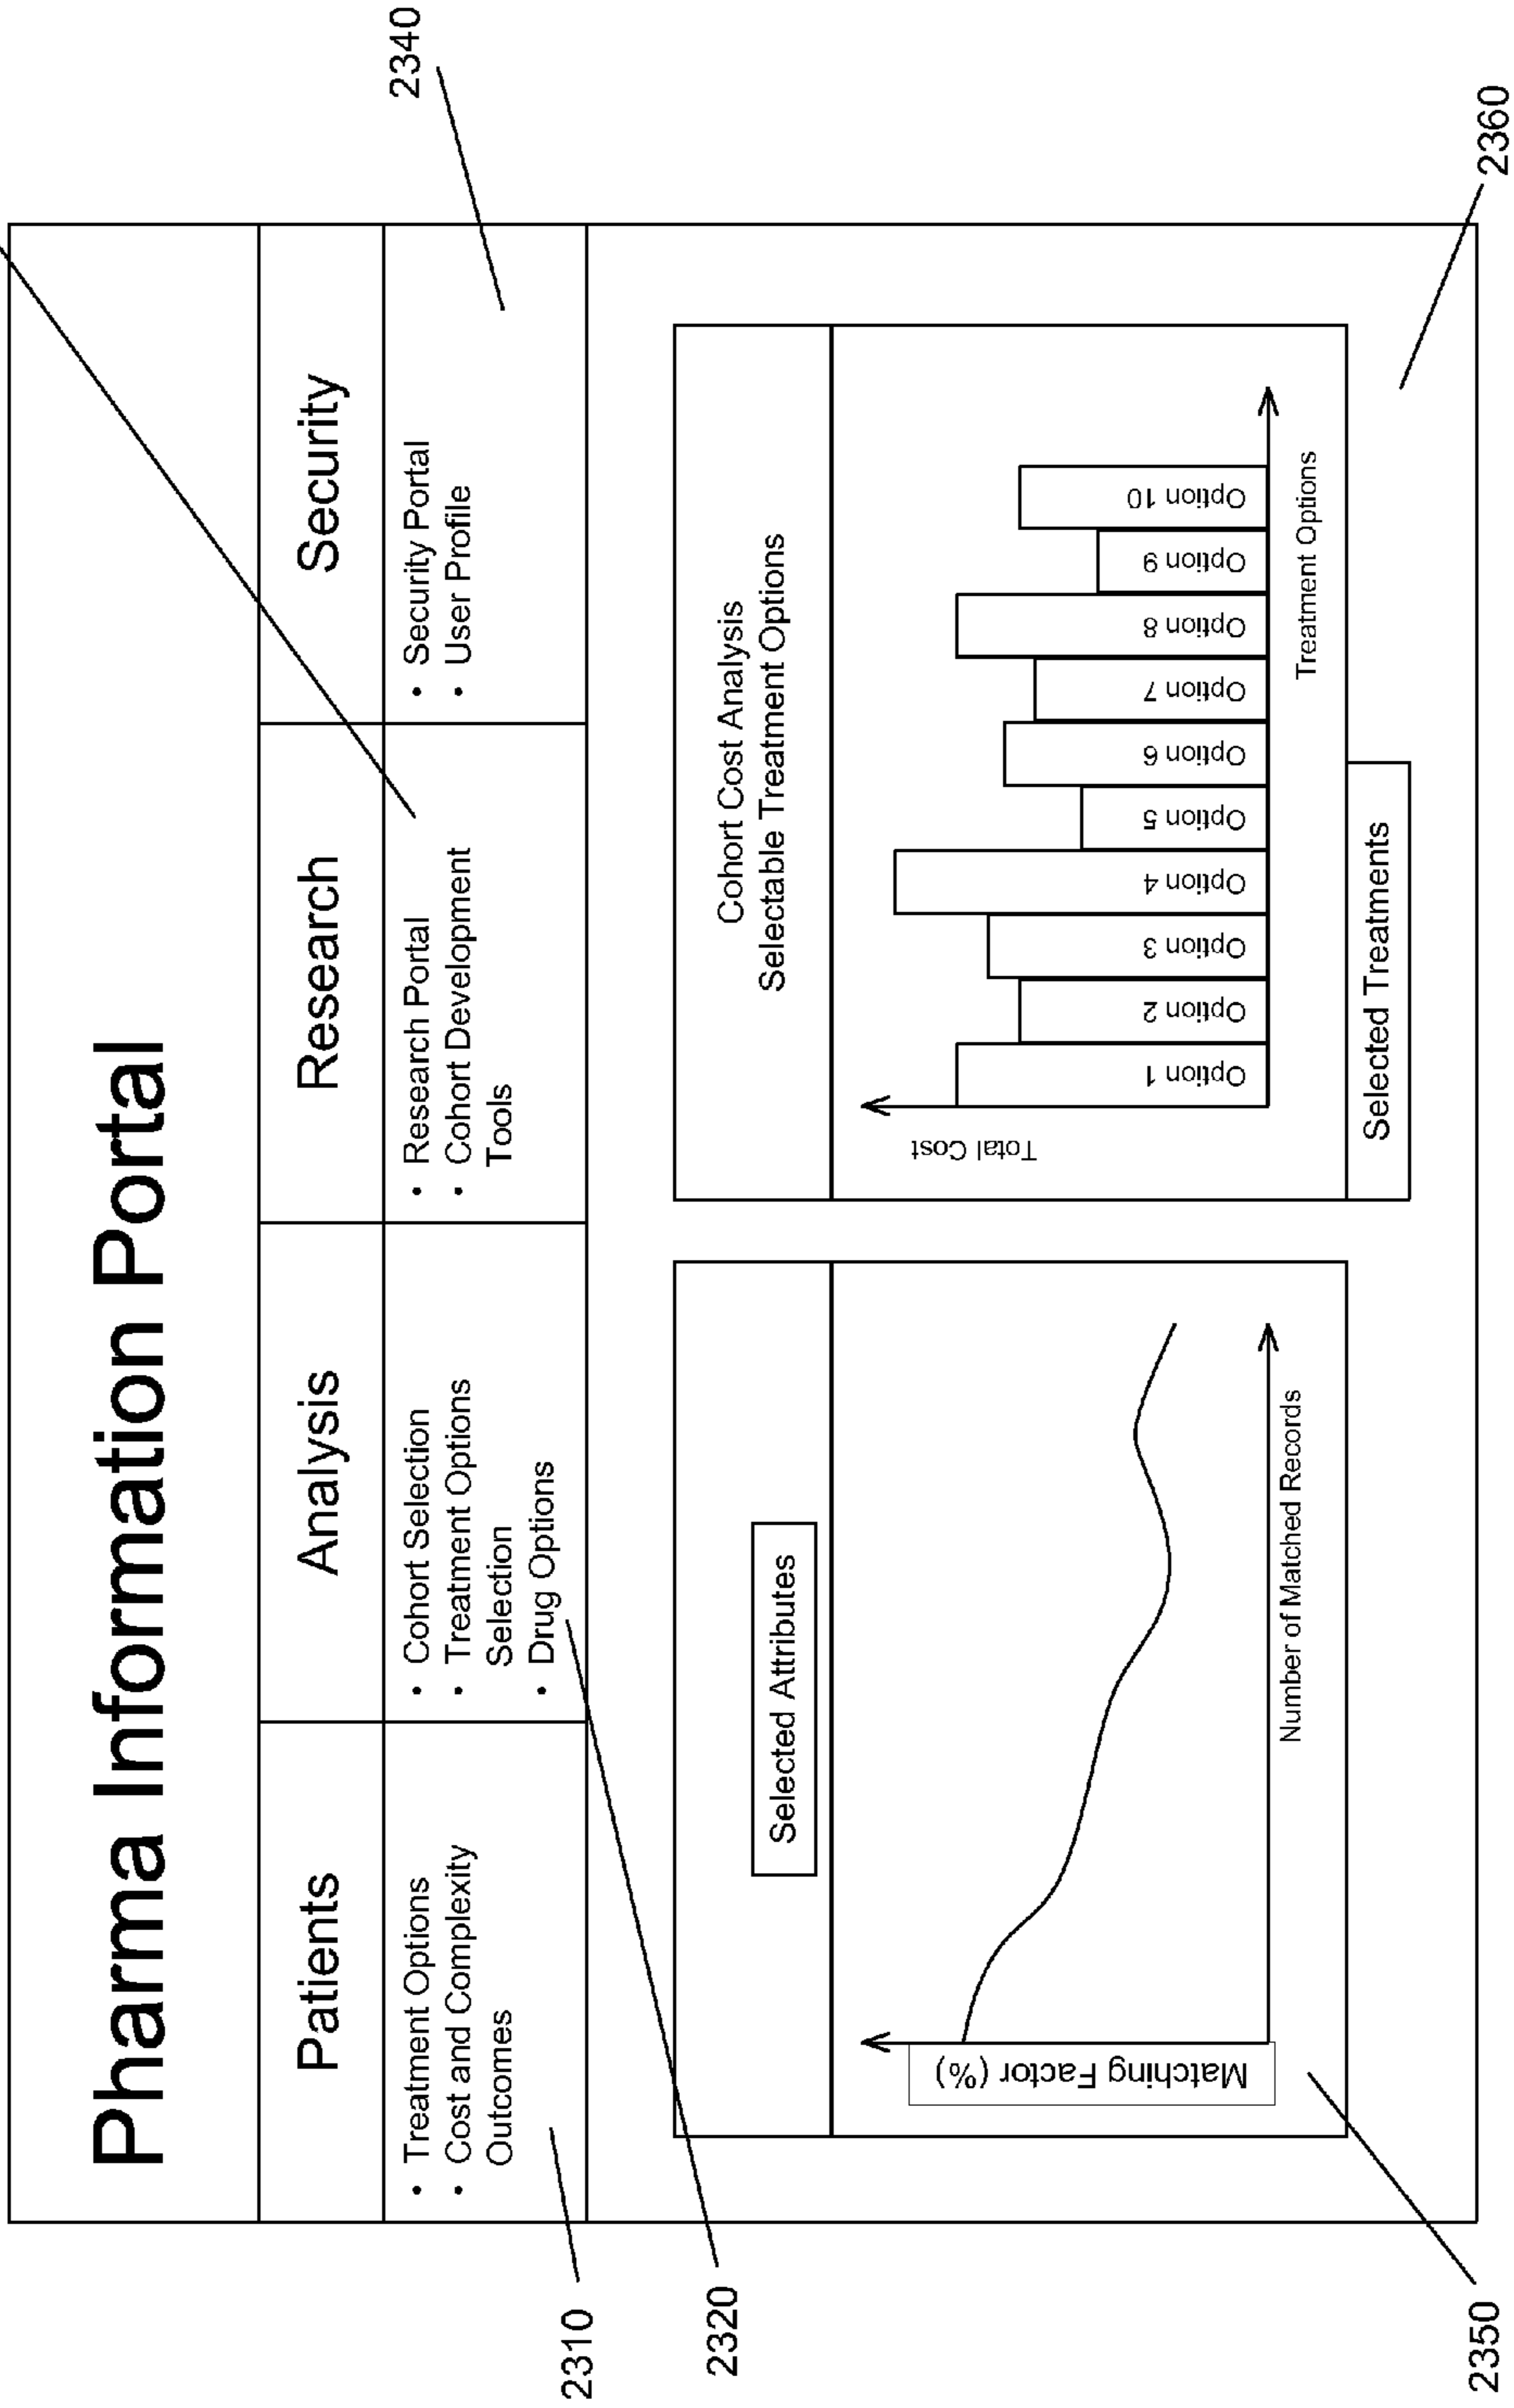 Pharma Information Portal
Patients
Analysis
Research
Security
• Treatment Options
• Cost and Complexity
Outcomes
• Cohort Selection
• Treatment Options
Selection
• Drug Options
• Research Portal
• Cohort Development
Tools
• Security Portal
• User Profile
2310
2320
2340
Selected Attributes
Matching Factor (%)
Number of Matched Records
2350
Cohort Cost Analysis
Selectable Treatment Options
Total Cost
Option 1
Option 2
Option 3
Option 4
Option 5
Option 6
Option 7
Option 8
Option 9
Option 10
Treatment Options
Selected Treatments
2360